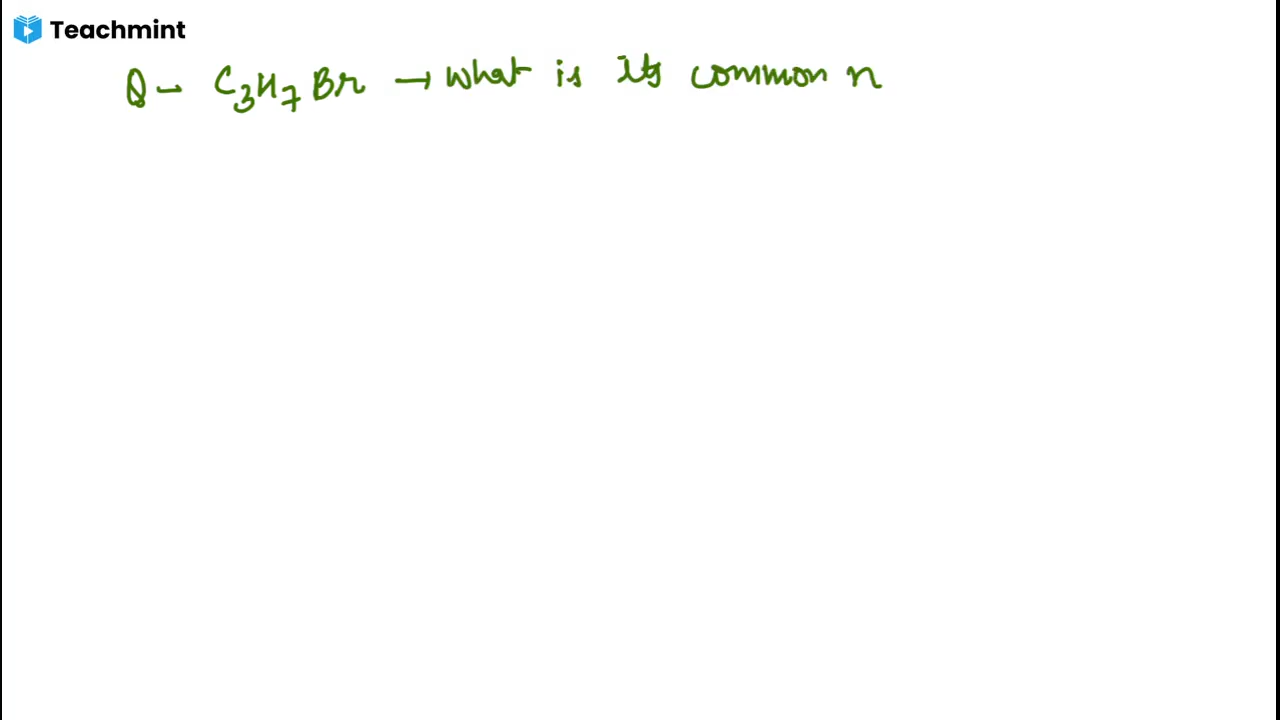 Teachmint
Q- C₃H₇Br → What is its common n